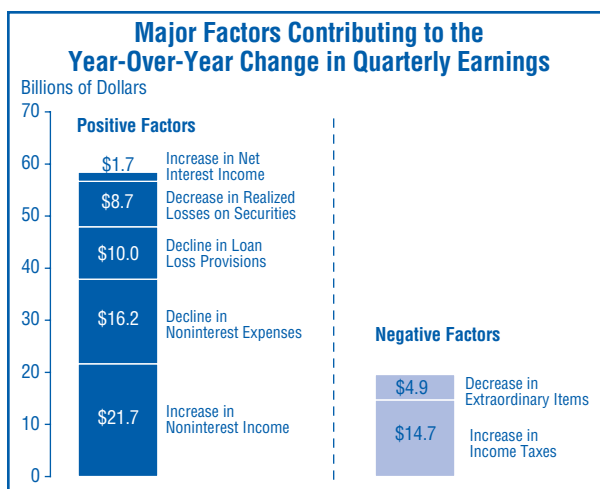 Major Factors Contributing to the
Year-Over-Year Change in Quarterly Earnings
Billions of Dollars
70
60
50
40
30
20
10
0
Positive Factors
$1.7
Increase in Net
Interest Income
$8.7
Decrease in Realized
Losses on Securities
$10.0
Decline in Loan
Loss Provisions
$16.2
Decline in
Noninterest Expenses
$21.7
Increase in
Noninterest Income
Negative Factors
$4.9
Decrease in
Extraordinary Items
$14.7
Increase in
Income Taxes